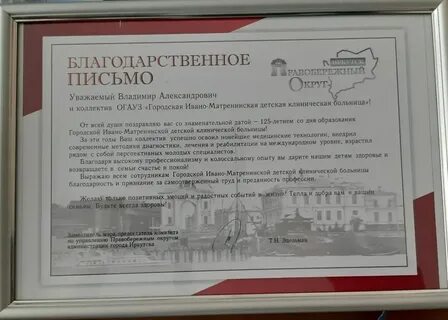 БЛАГОДАРСТВЕННОЕ
ПИСЬМО
ИРКУТСК
ПРАВОБЕРЕЖНЫЙ
ОКРУГ
Уважаемый Владимир Александрович
и коллектив ОГАУЗ «Городская Ивано-Матренинская детская клиническая больница»!
От всей души поздравляю вас со знаменательной датой – 125-летием со дня образования
Городской Ивано-Матренинской детской клинической больницы!
За эти годы Ваш коллектив успешно освоил новейшие медицинские технологии, внедрил
современные методики диагностики, лечения и реабилитации на международном уровне, взрастил
рядом с собой перспективных молодых специалистов.
Благодаря высокому профессионализму и колоссальному опыту вы дарите нашим детям здоровье и
возвращаете в семьи счастье и покой!
Выражаю всем сотрудникам Городской Ивано-Матренинской детской клинической больницы
благодарность и признание за самоотверженный труд и преданность профессии.
Желаю только позитивных эмоций и радостных событий в жизни! Тепла и добра вам и вашим
семьям. Будьте всегда здоровы!
Заместитель мэра, председатель комитета
по управлению Правобережным округом
администрации города Иркутска
Т.Н. Эдельман